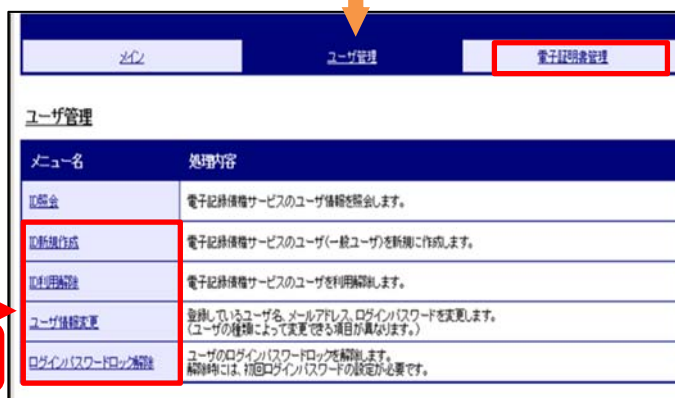 メイン
ユーザ管理
電子証明書管理
ユーザ管理
メニュー名
処理内容
ID照会
電子記録債権サービスのユーザ情報を照会します。
ID新規作成
電子記録債権サービスのユーザ(一般ユーザ)を新規に作成します。
ID利用解除
電子記録債権サービスのユーザを利用解除します。
ユーザ情報変更
登録しているユーザ名、メールアドレス、ログインパスワードを変更します。
（ユーザの種類によって変更できる項目が異なります。）
ログインパスワードロック解除
ユーザのログインパスワードロックを解除します。
解除時には、初回ログインパスワードの設定が必要です。